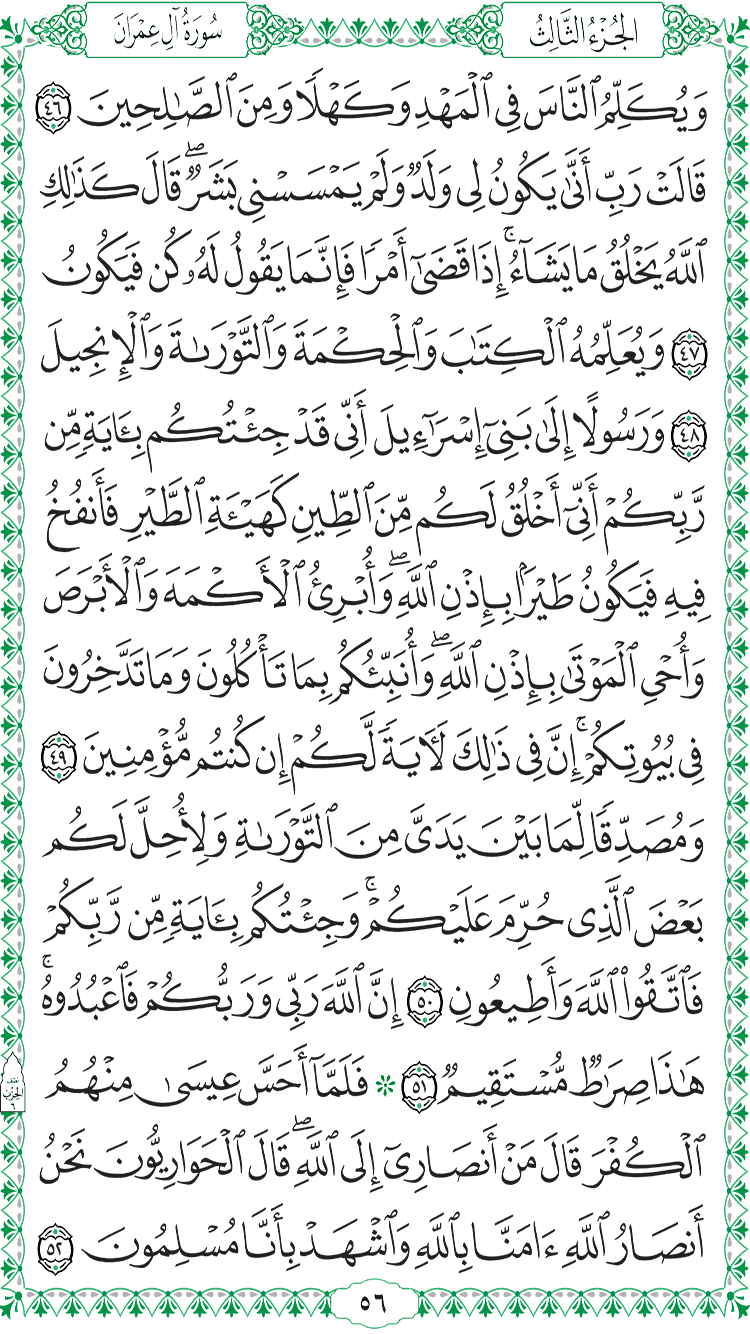 الجُزْءُ الثَّالِثُ
سُورَةُ آلِ عِمْرَانَ
وَيُكَلِّمُ ٱلنَّاسَ فِي ٱلْمَهْدِ وَكَهْلًا وَمِنَ ٱلصَّٰلِحِينَ ٤٦
قَالَتْ رَبِّ أَنَّىٰ يَكُونُ لِي وَلَدٌ وَلَمْ يَمْسَسْنِي بَشَرٌۖ قَالَ كَذَٰلِكِ
ٱللَّهُ يَخْلُقُ مَا يَشَآءُۚ إِذَا قَضَىٰٓ أَمْرًا فَإِنَّمَا يَقُولُ لَهُۥ كُن فَيَكُونُ
٤٧ وَيُعَلِّمُهُ ٱلْكِتَٰبَ وَٱلْحِكْمَةَ وَٱلتَّوْرَىٰةَ وَٱلْإِنجِيلَ
٤٨ وَرَسُولًا إِلَىٰ بَنِيٓ إِسْرَٰٓءِيلَ أَنِّي قَدْ جِئْتُكُم بِـَٔايَةٍ مِّن
رَّبِّكُمْ أَنِّيٓ أَخْلُقُ لَكُم مِّنَ ٱلطِّينِ كَهَيْـَٔةِ ٱلطَّيْرِ فَأَنفُخُ
فِيهِ فَيَكُونُ طَيْرًۢا بِإِذْنِ ٱللَّهِۖ وَأُبْرِئُ ٱلْأَكْمَهَ وَٱلْأَبْرَصَ
وَأُحْيِ ٱلْمَوْتَىٰ بِإِذْنِ ٱللَّهِۖ وَأُنَبِّئُكُم بِمَا تَأْكُلُونَ وَمَا تَدَّخِرُونَ
فِي بُيُوتِكُمْۚ إِنَّ فِي ذَٰلِكَ لَـَٔايَةً لَّكُمْ إِن كُنتُم مُّؤْمِنِينَ ٤٩
وَمُصَدِّقًا لِّمَا بَيْنَ يَدَيَّ مِنَ ٱلتَّوْرَىٰةِ وَلِأُحِلَّ لَكُم
بَعْضَ ٱلَّذِي حُرِّمَ عَلَيْكُمْۚ وَجِئْتُكُم بِـَٔايَةٍ مِّن رَّبِّكُمْ
فَٱتَّقُوا۟ ٱللَّهَ وَأَطِيعُونِ ٥٠ إِنَّ ٱللَّهَ رَبِّي وَرَبُّكُمْ فَٱعْبُدُوهُۚ
هَٰذَا صِرَٰطٌ مُّسْتَقِيمٌ ٥١ ۞ فَلَمَّآ أَحَسَّ عِيسَىٰ مِنْهُمُ
نصف الحزب ٦
ٱلْكُفْرَ قَالَ مَنْ أَنصَارِيٓ إِلَى ٱللَّهِۖ قَالَ ٱلْحَوَارِيُّونَ نَحْنُ
أَنصَارُ ٱللَّهِ ءَامَنَّا بِٱللَّهِ وَٱشْهَدْ بِأَنَّا مُسْلِمُونَ ٥٢
٥٦